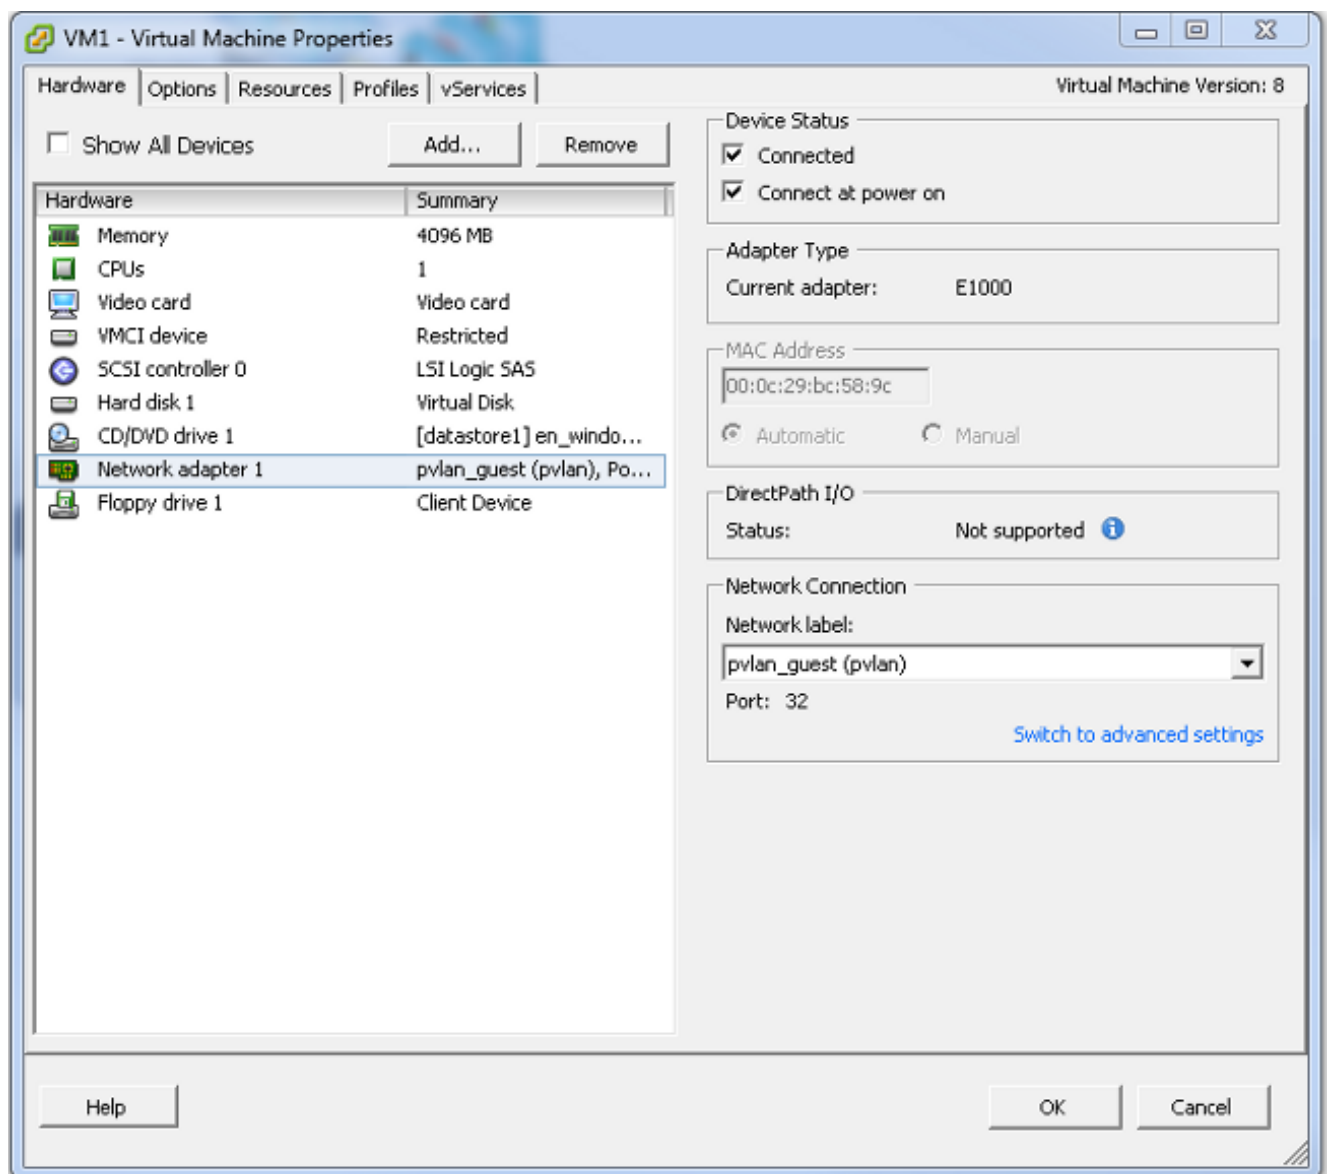 VM1 - Virtual Machine Properties
Hardware Options Resources Profiles vServices Virtual Machine Version: 8
Show All Devices Add... Remove
Hardware Summary
Memory 4096 MB
CPUs 1
Video card Video card
VMCI device Restricted
SCSI controller 0 LSI Logic SAS
Hard disk 1 Virtual Disk
CD/DVD drive 1 [datastore1] en_windo...
Network adapter 1 pvlan_guest (pvlan), Po...
Floppy drive 1 Client Device
Device Status
Connected
Connect at power on
Adapter Type
Current adapter: E1000
MAC Address
00:0c:29:bc:58:9c
Automatic Manual
DirectPath I/O
Status: Not supported
Network Connection
Network label:
pvlan_guest (pvlan)
Port: 32
Switch to advanced settings
Help OK Cancel